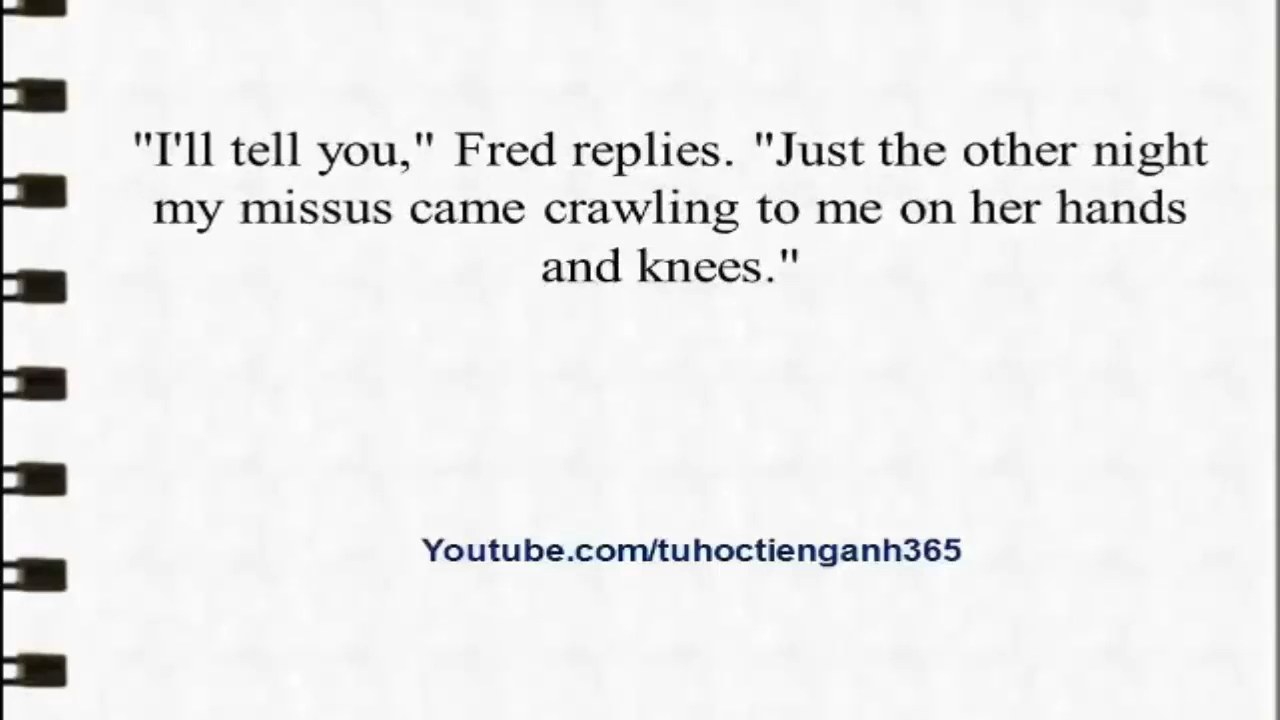 "I'll tell you," Fred replies. "Just the other night
my missus came crawling to me on her hands
and knees."
Youtube.com/tuhoctienganh365